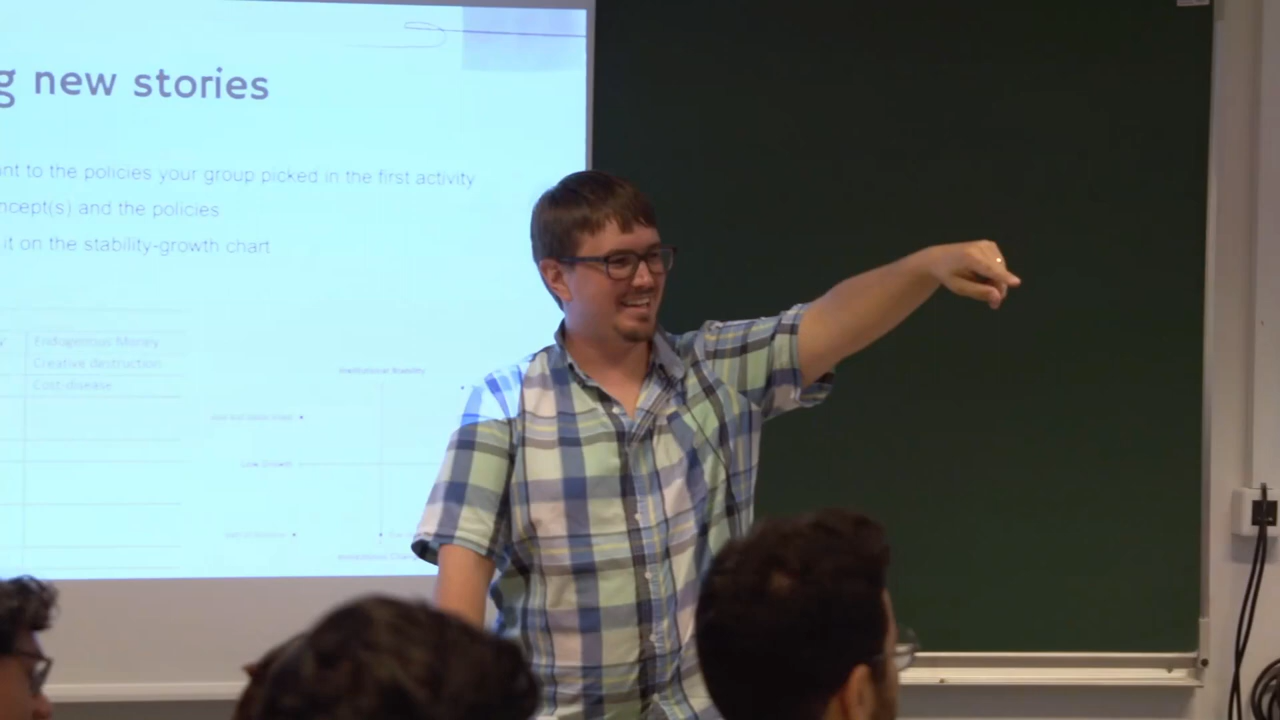 g new stories
nt to the policies your group picked in the first activity
ncept(s) and the policies
it on the stability-growth chart
Endogenous Money
Creative destruction
Cost disease
Institutional Stability
Low Growth